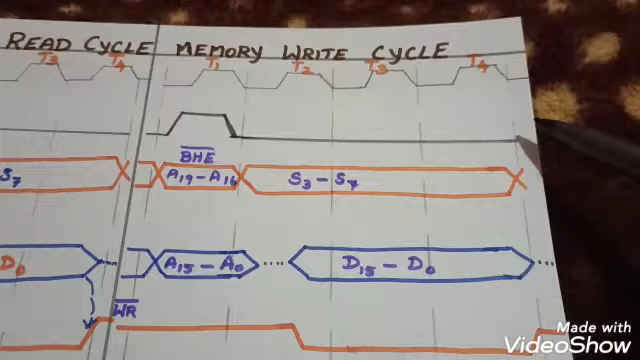 READ CYCLE MEMORY WRITE CYCLE
T3 T4 T1 T2 T3 T4
BHE
S7 A19 - A16 S3 - S7
D0 A15 - A0 D15 - D0
WR
Made with
VideoShow